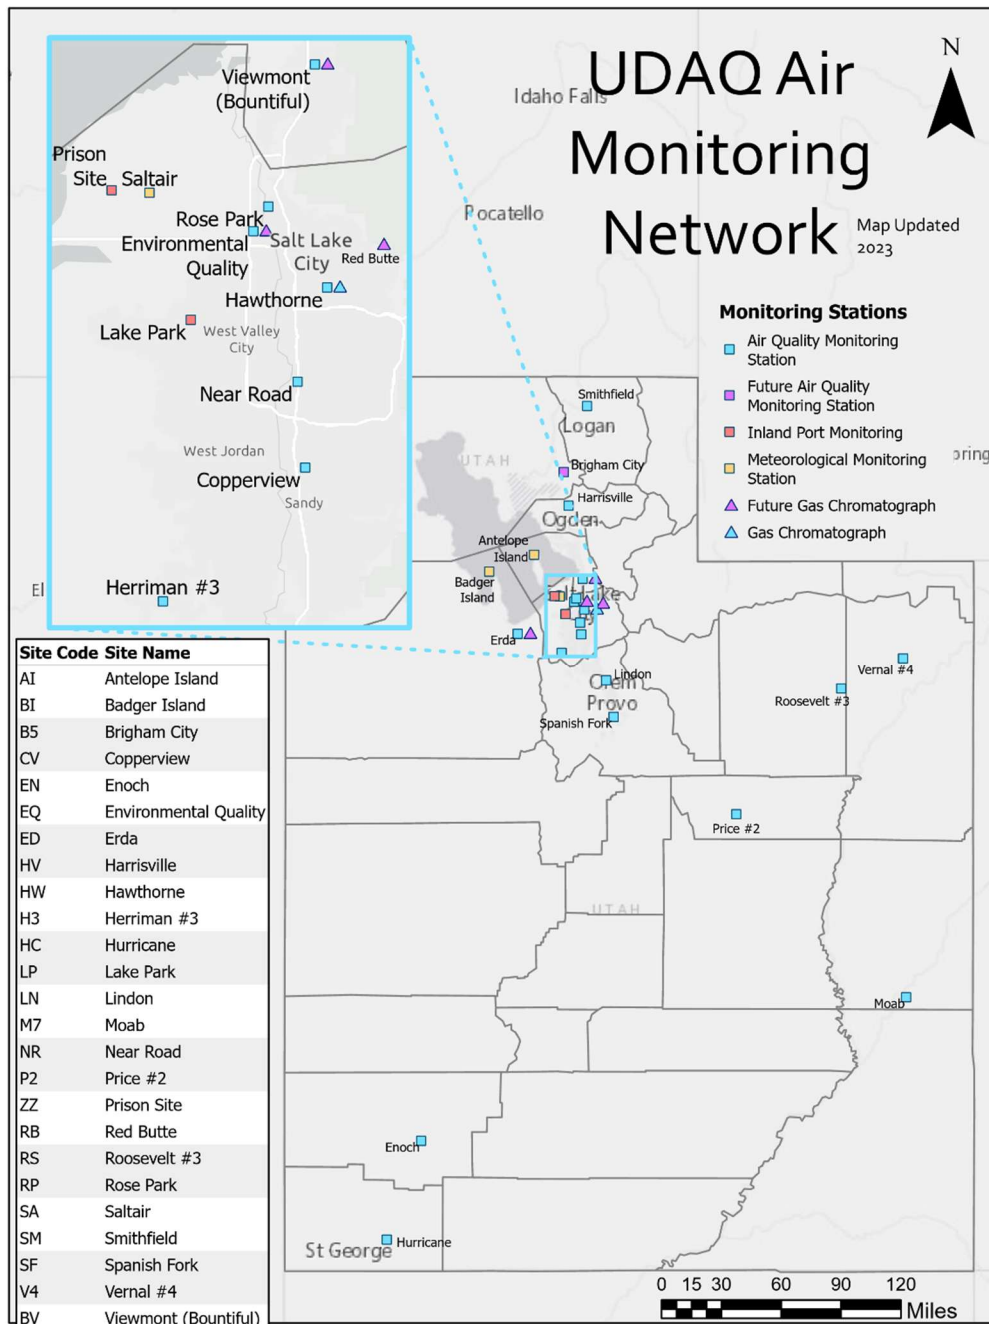 UDAQ Air
Monitoring
Network
Map Updated
2023
N
Idaho Falls
Pocatello
Viewmont
(Bountiful)
Prison
Site
Saltair
Rose Park
Environmental
Quality
Salt Lake
City
Red Butte
Hawthorne
Lake Park
West Valley
City
Near Road
West Jordan
Copperview
Sandy
Herriman #3
Monitoring Stations
Air Quality Monitoring
Station
Future Air Quality
Monitoring Station
Inland Port Monitoring
Meteorological Monitoring
Station
Future Gas Chromatograph
Gas Chromatograph
Smithfield
Logan
UTAH
Brigham City
Harrisville
Ogden
Antelope
Island
Badger
Island
El
Erda
Lindon
Orem
Provo
Spanish Fork
Vernal #4
Roosevelt #3
Price #2
UTAH
Moab
Enoch
Hurricane
St George
Site Code Site Name
AI Antelope Island
BI Badger Island
B5 Brigham City
CV Copperview
EN Enoch
EQ Environmental Quality
ED Erda
HV Harrisville
HW Hawthorne
H3 Herriman #3
HC Hurricane
LP Lake Park
LN Lindon
M7 Moab
NR Near Road
P2 Price #2
ZZ Prison Site
RB Red Butte
RS Roosevelt #3
RP Rose Park
SA Saltair
SM Smithfield
SF Spanish Fork
V4 Vernal #4
BV Viewmont (Bountiful)
0 15 30 60 90 120
Miles